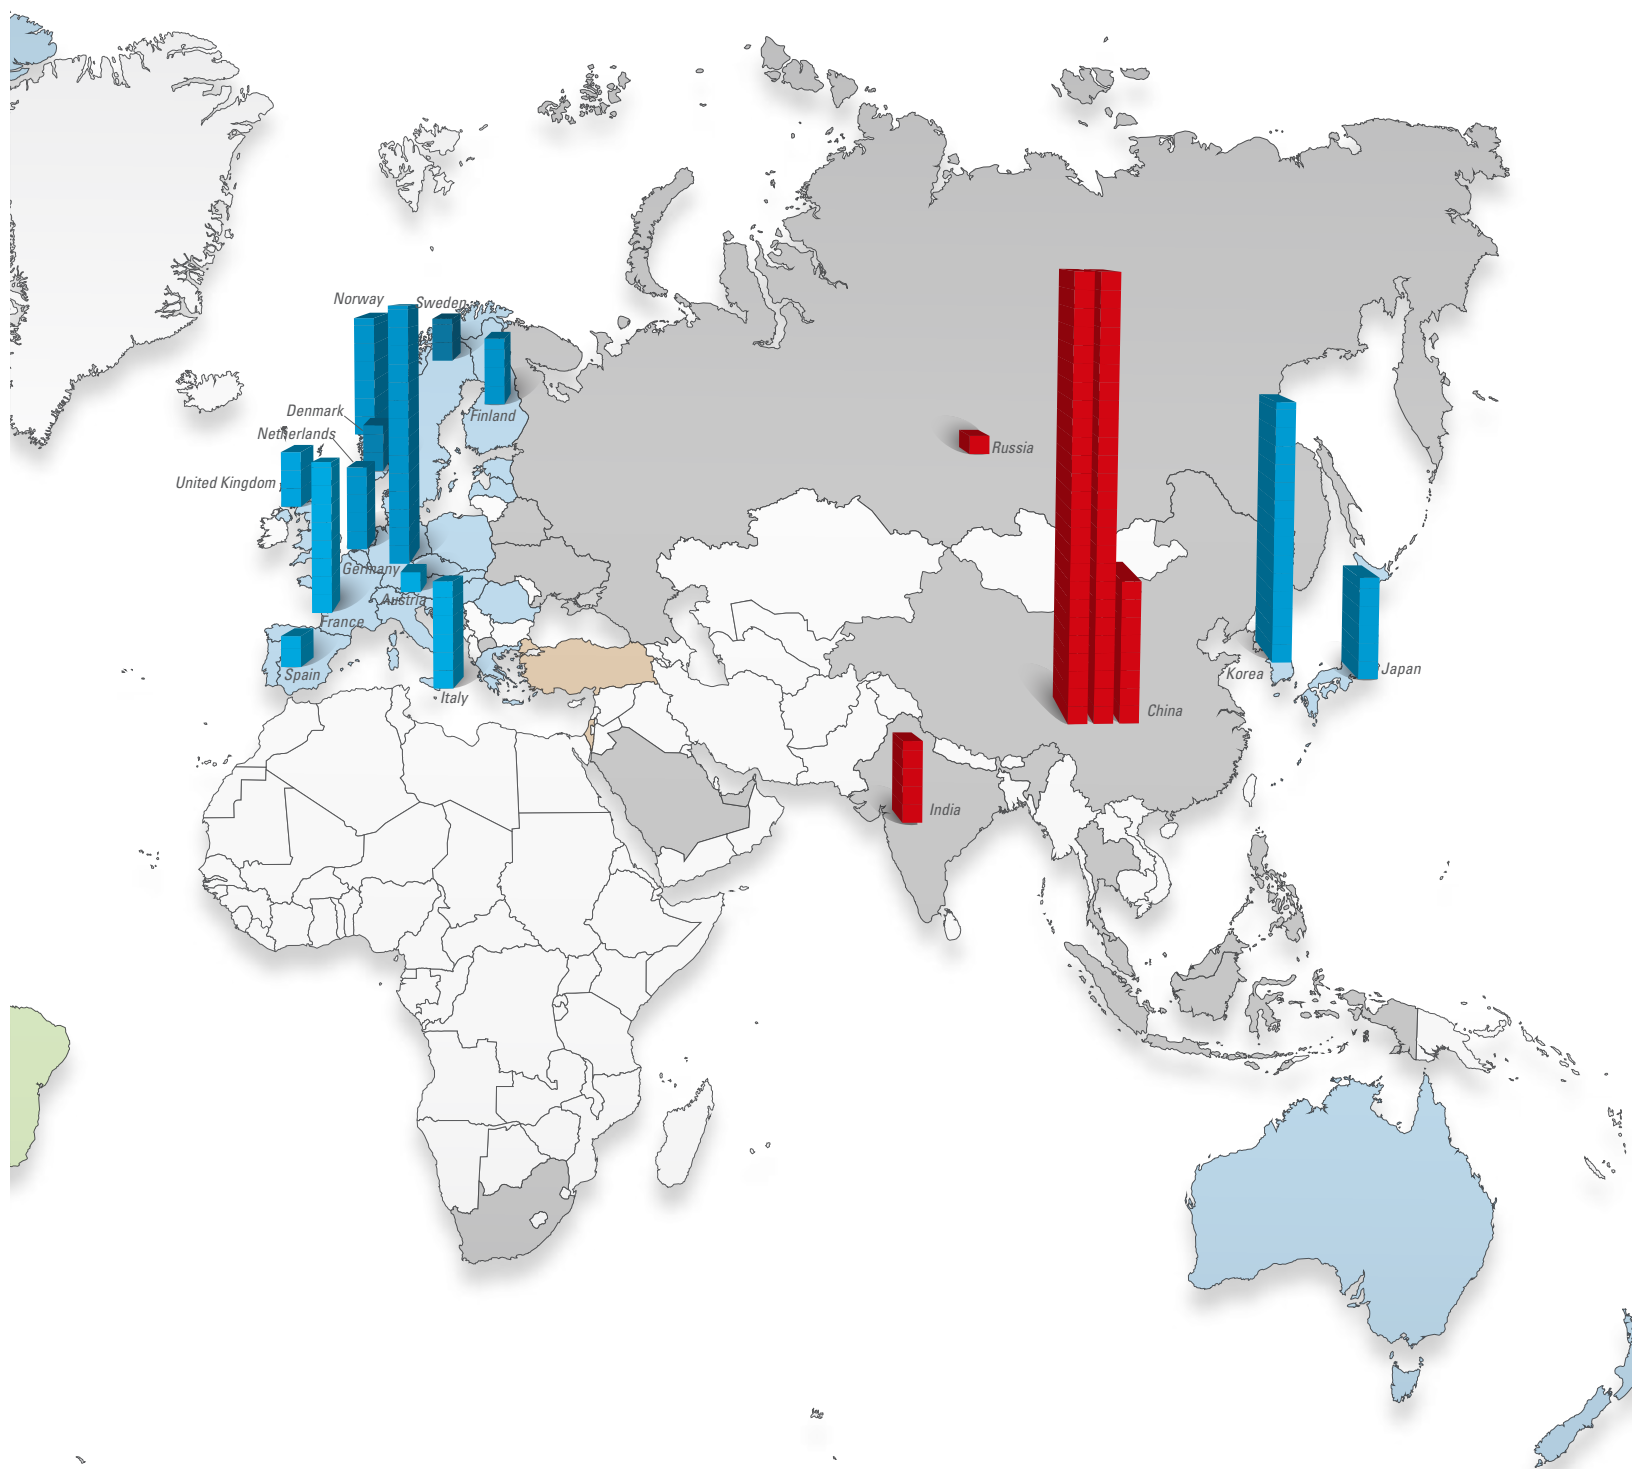 Norway
Sweden
Denmark
Finland
Netherlands
Russia
United Kingdom
Germany
Austria
France
Spain
Korea
Japan
Italy
China
India